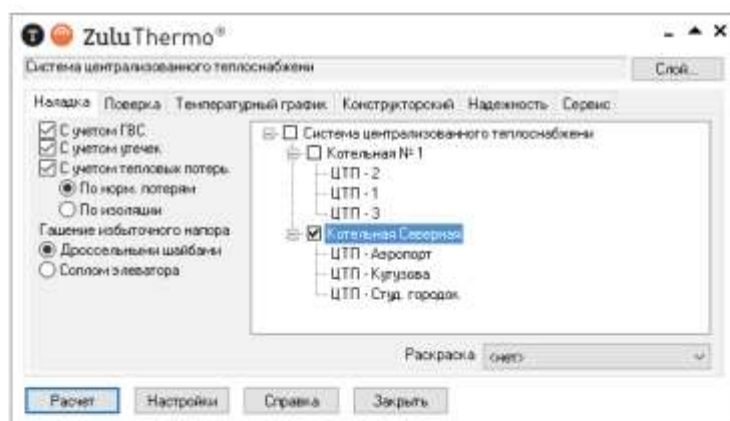 ZuluThermo®
Система централизованного теплоснабжени
Слой...
Наладка Поверка Температурный график Конструкторский Надежность Сервис
С учетом ГВС
С учетом утечек
С учетом тепловых потерь
По норм. потерям
По изоляции
Гашение избыточного напора
Дроссельными шайбами
Соплом элеватора
Система централизованного теплоснабжени
Котельная № 1
ЦТП - 2
ЦТП - 1
ЦТП - 3
Котельная Северная
ЦТП - Аэропорт
ЦТП - Кутузова
ЦТП - Студ. городок
Раскраска <нет>
Расчет Настройки Справка Закрыть